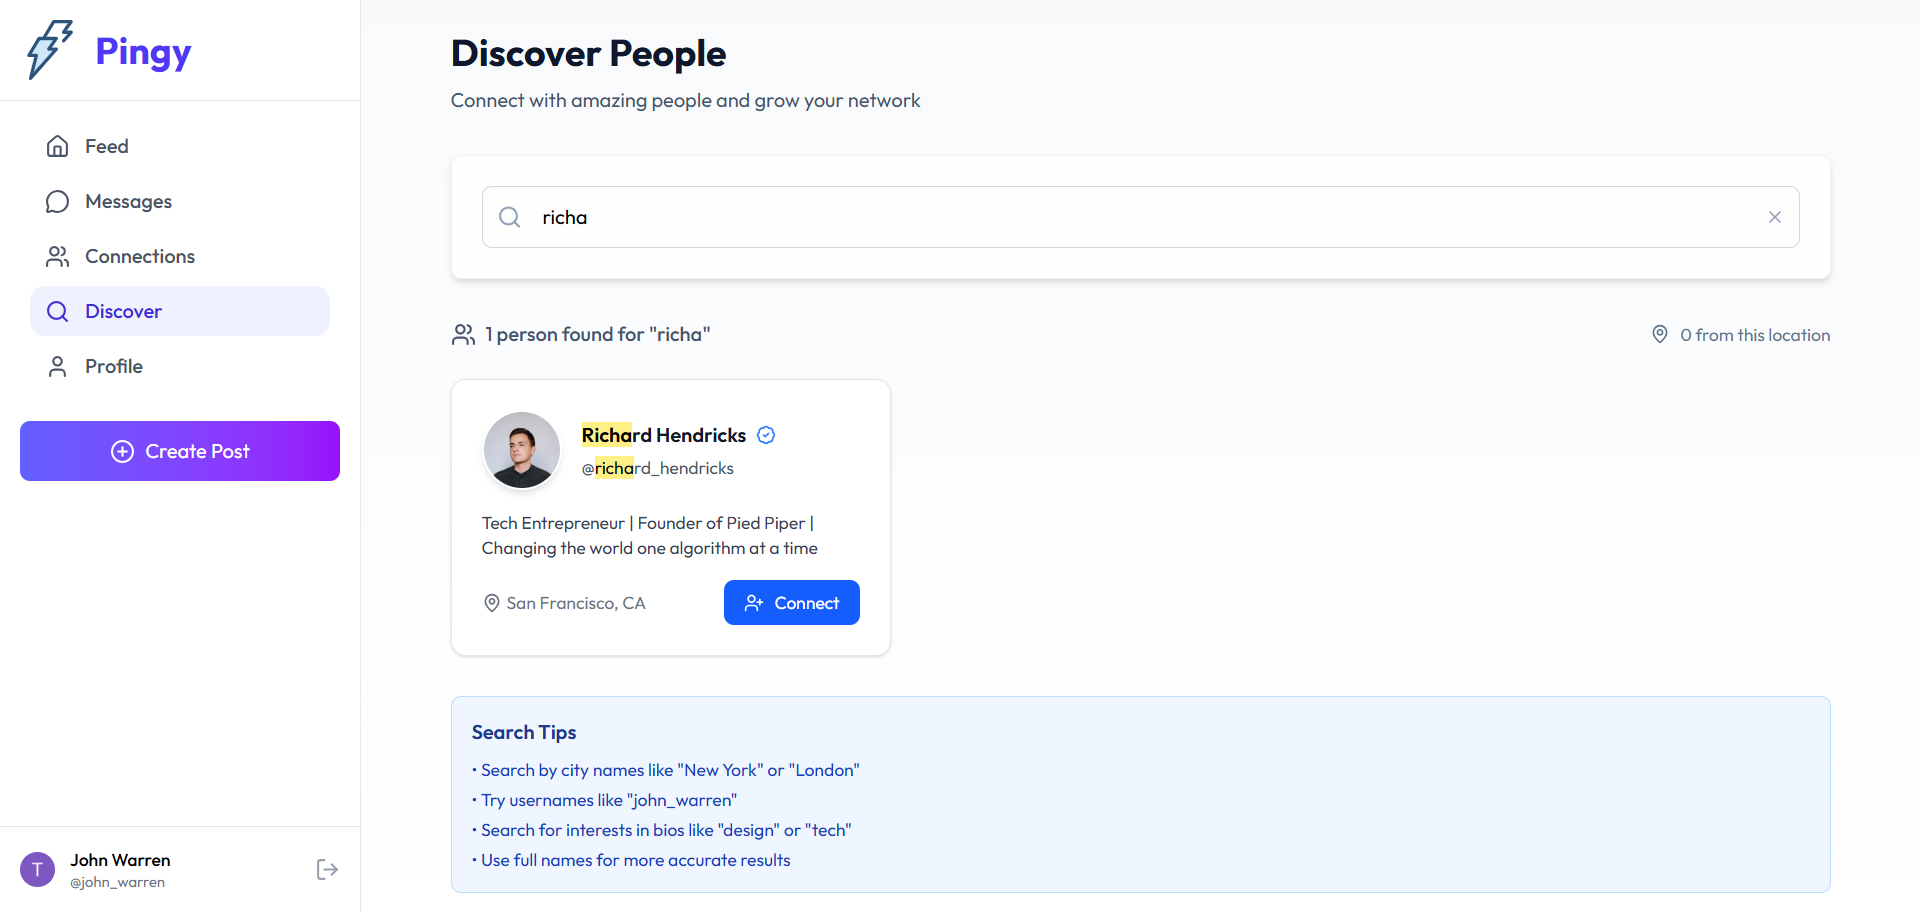 Pingy
Feed
Messages
Connections
Discover
Profile
Create Post
T
John Warren
@john_warren
Discover People
Connect with amazing people and grow your network
richa
1 person found for "richa"
0 from this location
Richard Hendricks
@richard_hendricks
Tech Entrepreneur | Founder of Pied Piper |
Changing the world one algorithm at a time
San Francisco, CA
Connect
Search Tips
• Search by city names like "New York" or "London"
• Try usernames like "john_warren"
• Search for interests in bios like "design" or "tech"
• Use full names for more accurate results